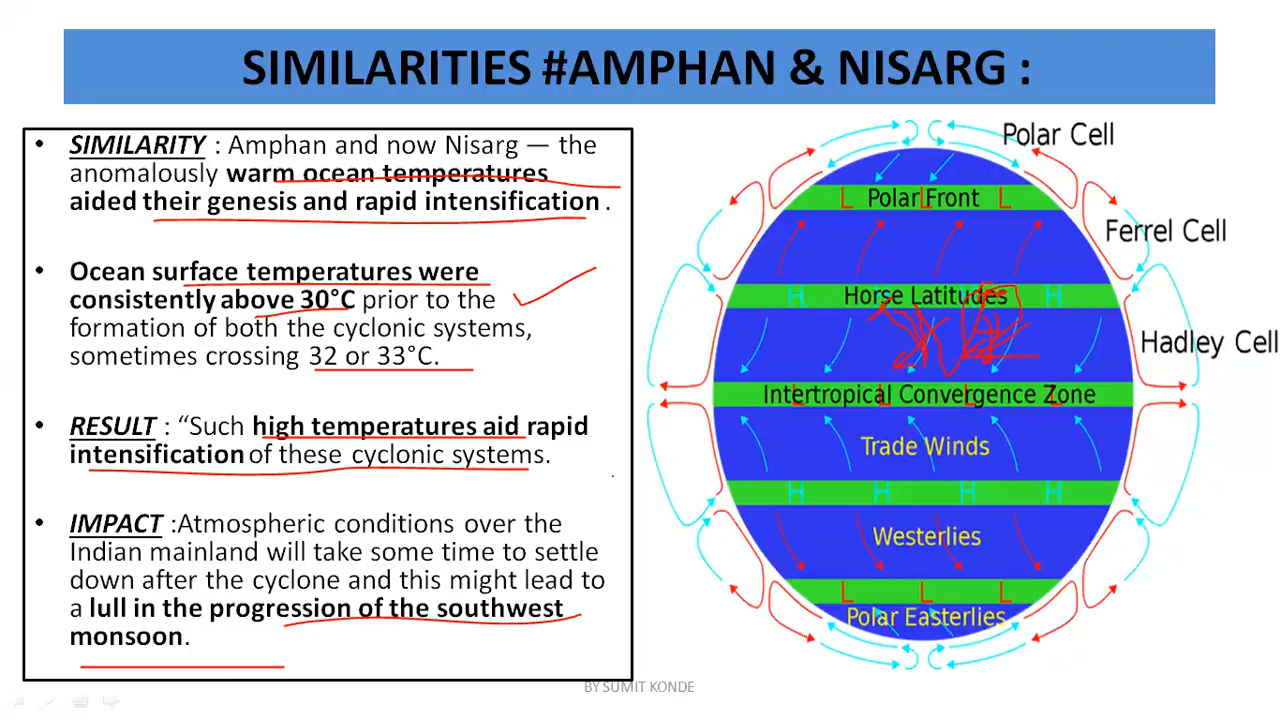 SIMILARITIES #AMPHAN & NISARG :
• SIMILARITY : Amphan and now Nisarg — the
anomalously warm ocean temperatures
aided their genesis and rapid intensification .
• Ocean surface temperatures were
consistently above 30°C prior to the
formation of both the cyclonic systems,
sometimes crossing 32 or 33°C.
• RESULT : “Such high temperatures aid rapid
intensification of these cyclonic systems.
• IMPACT :Atmospheric conditions over the
Indian mainland will take some time to settle
down after the cyclone and this might lead to
a lull in the progression of the southwest
monsoon.
Polar Cell
L Polar Front L L
Ferrel Cell
H Horse Latitudes H
Hadley Cell
Intertropical Convergence Zone
L L L L
Trade Winds
H H H H
Westerlies
L L L
Polar Easterlies
BY SUMIT KONDE